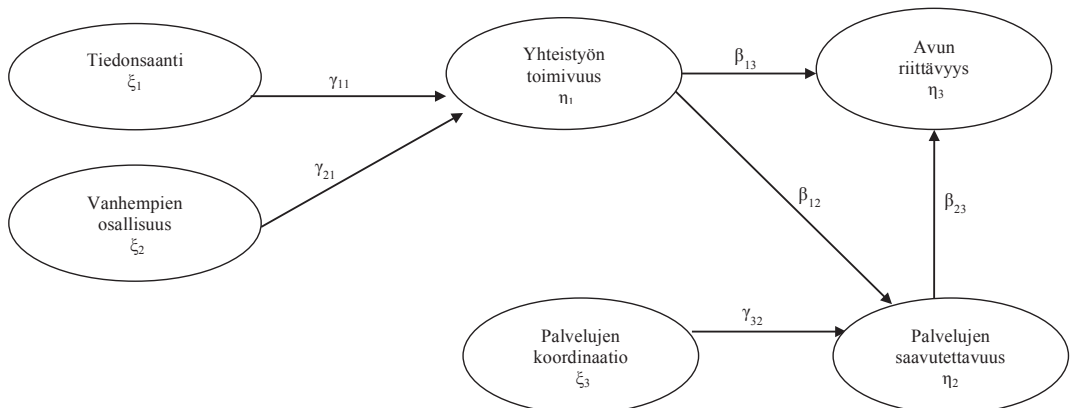 Tiedonsaanti
ξ₁
γ₁₁
Yhteistyön
toimivuus
η₁
β₁₃
Avun
riittävyys
η₃
Vanhempien
osallisuus
ξ₂
γ₂₁
β₁₂
β₂₃
Palvelujen
koordinaatio
ξ₃
γ₃₂
Palvelujen
saavutettavuus
η₂